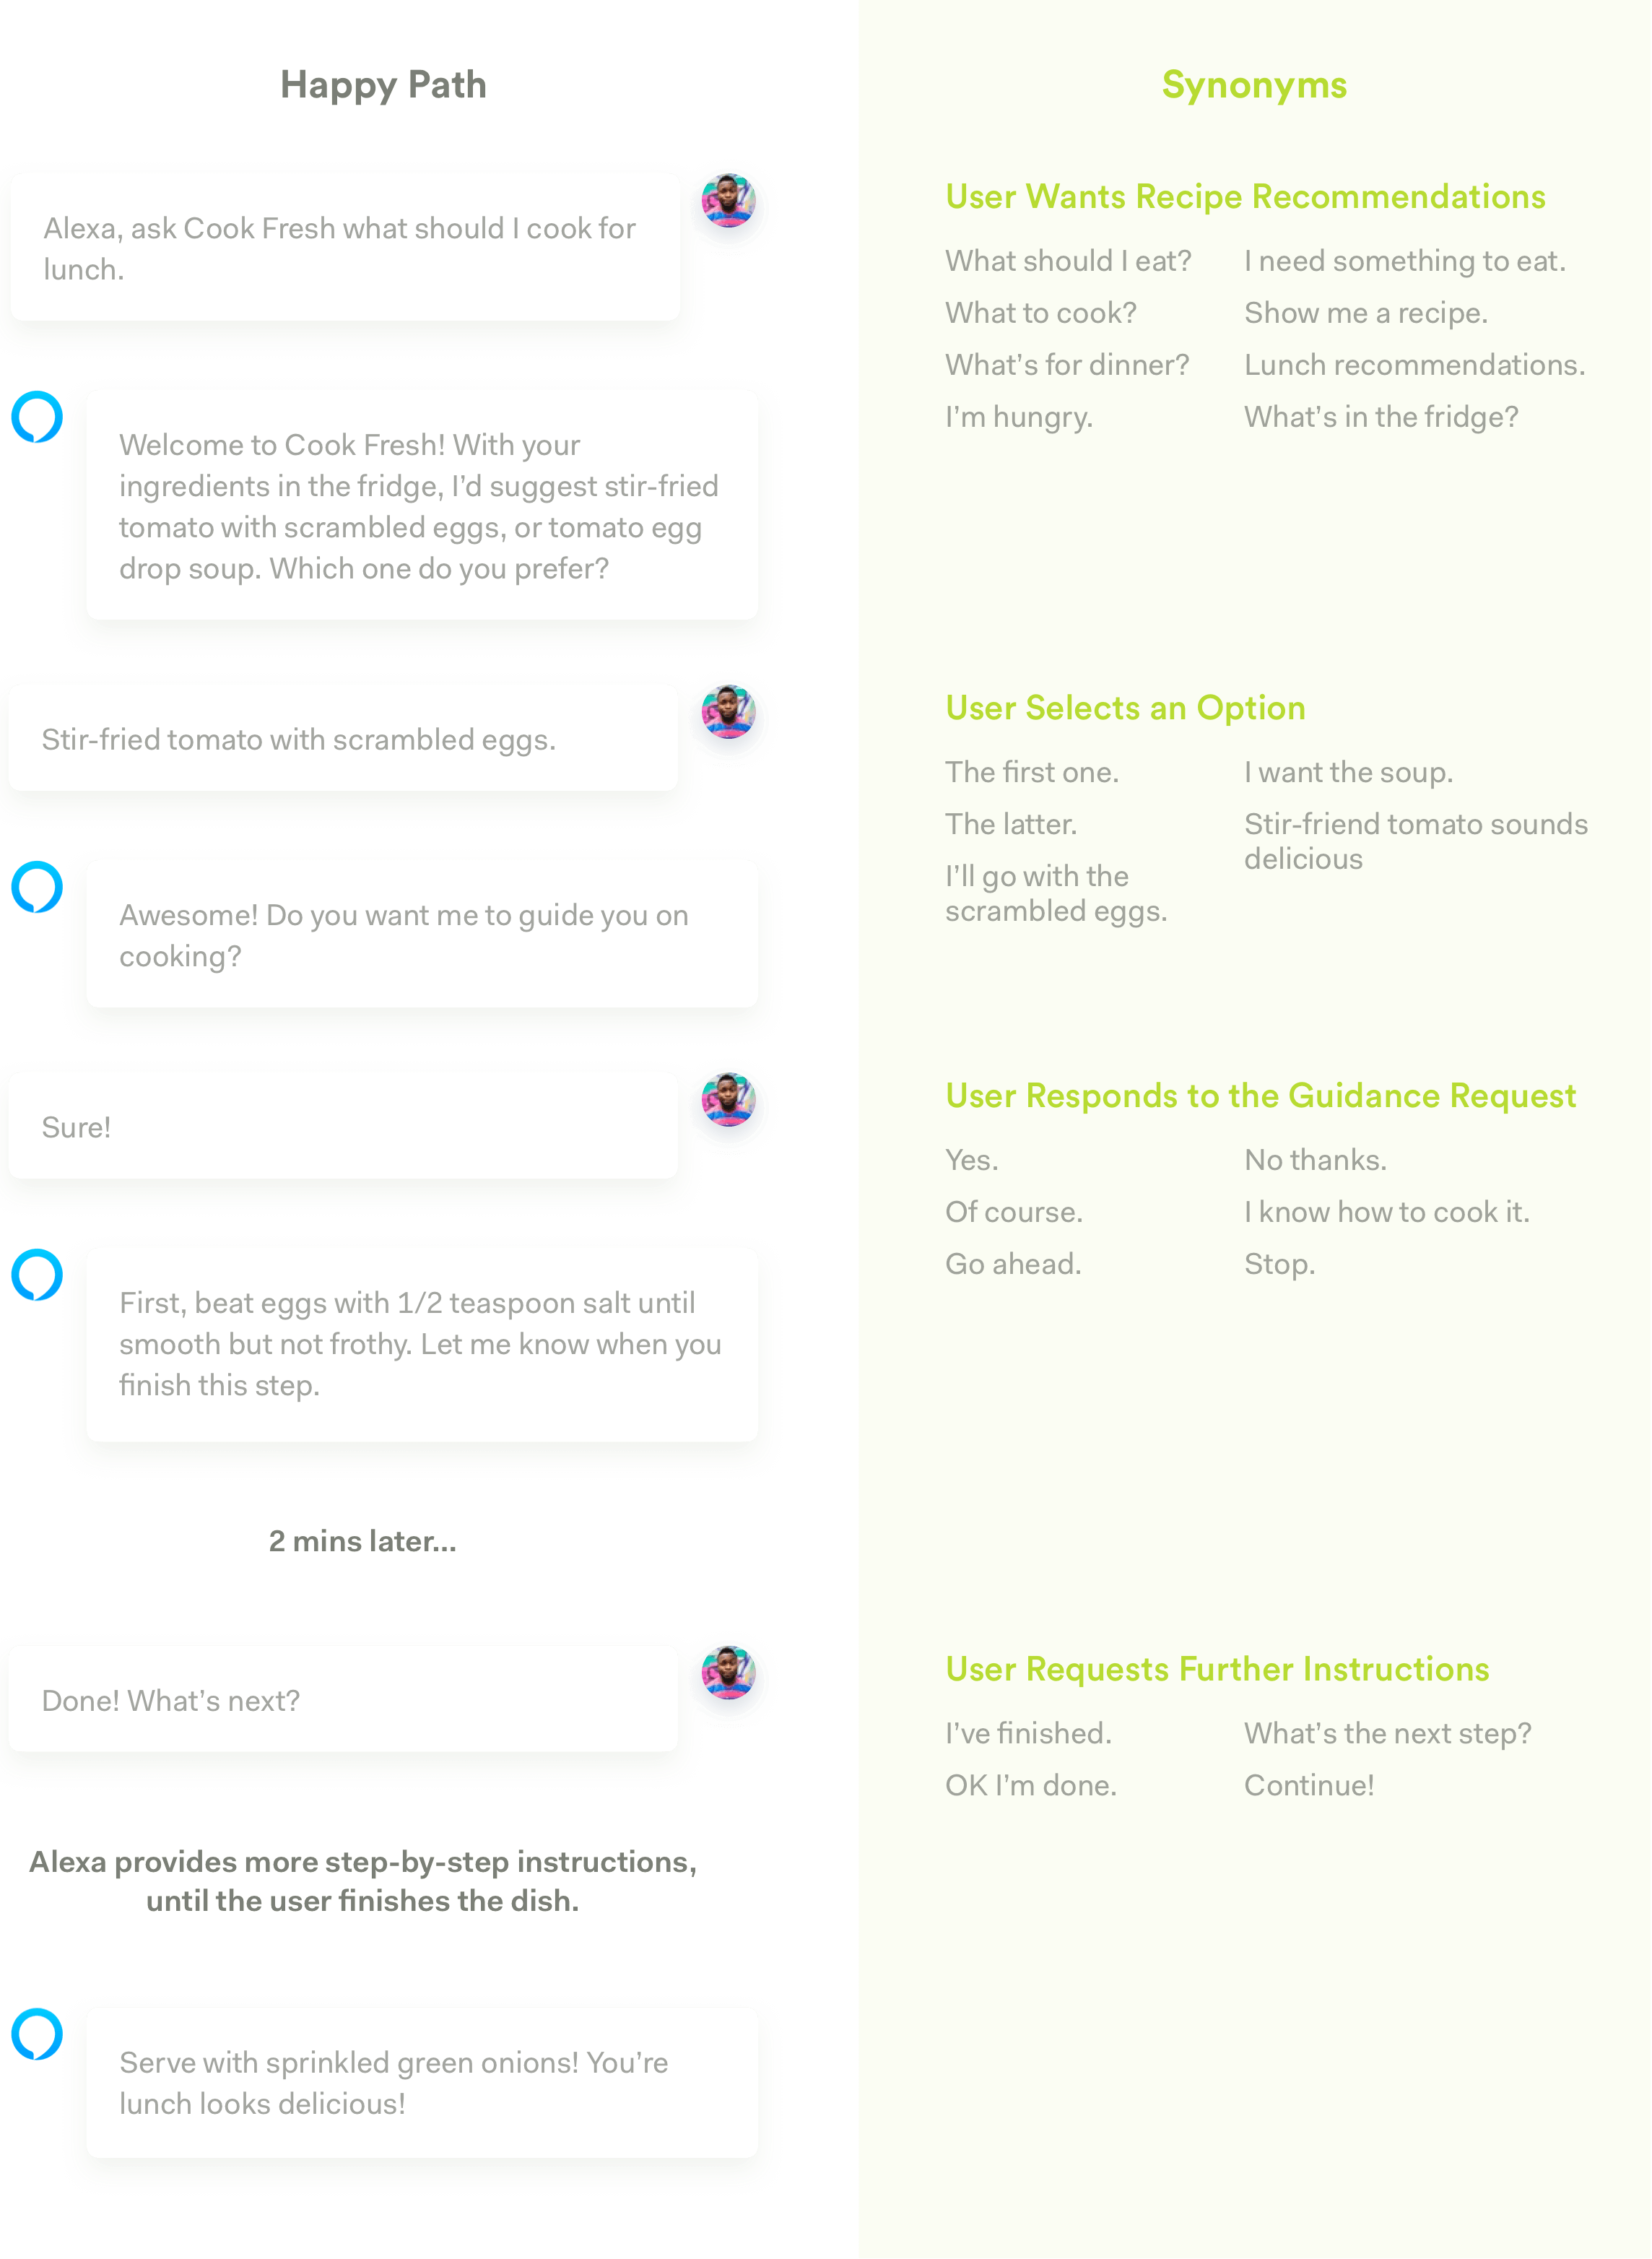 Happy Path
Alexa, ask Cook Fresh what should I cook for
lunch.
Welcome to Cook Fresh! With your
ingredients in the fridge, I’d suggest stir-fried
tomato with scrambled eggs, or tomato egg
drop soup. Which one do you prefer?
Stir-fried tomato with scrambled eggs.
Awesome! Do you want me to guide you on
cooking?
Sure!
First, beat eggs with 1/2 teaspoon salt until
smooth but not frothy. Let me know when you
finish this step.
2 mins later...
Done! What’s next?
Alexa provides more step-by-step instructions,
until the user finishes the dish.
Serve with sprinkled green onions! You’re
lunch looks delicious!
Synonyms
User Wants Recipe Recommendations
What should I eat?
What to cook?
What’s for dinner?
I’m hungry.
I need something to eat.
Show me a recipe.
Lunch recommendations.
What’s in the fridge?
User Selects an Option
The first one.
The latter.
I’ll go with the
scrambled eggs.
I want the soup.
Stir-friend tomato sounds
delicious
User Responds to the Guidance Request
Yes.
Of course.
Go ahead.
No thanks.
I know how to cook it.
Stop.
User Requests Further Instructions
I’ve finished.
OK I’m done.
What’s the next step?
Continue!